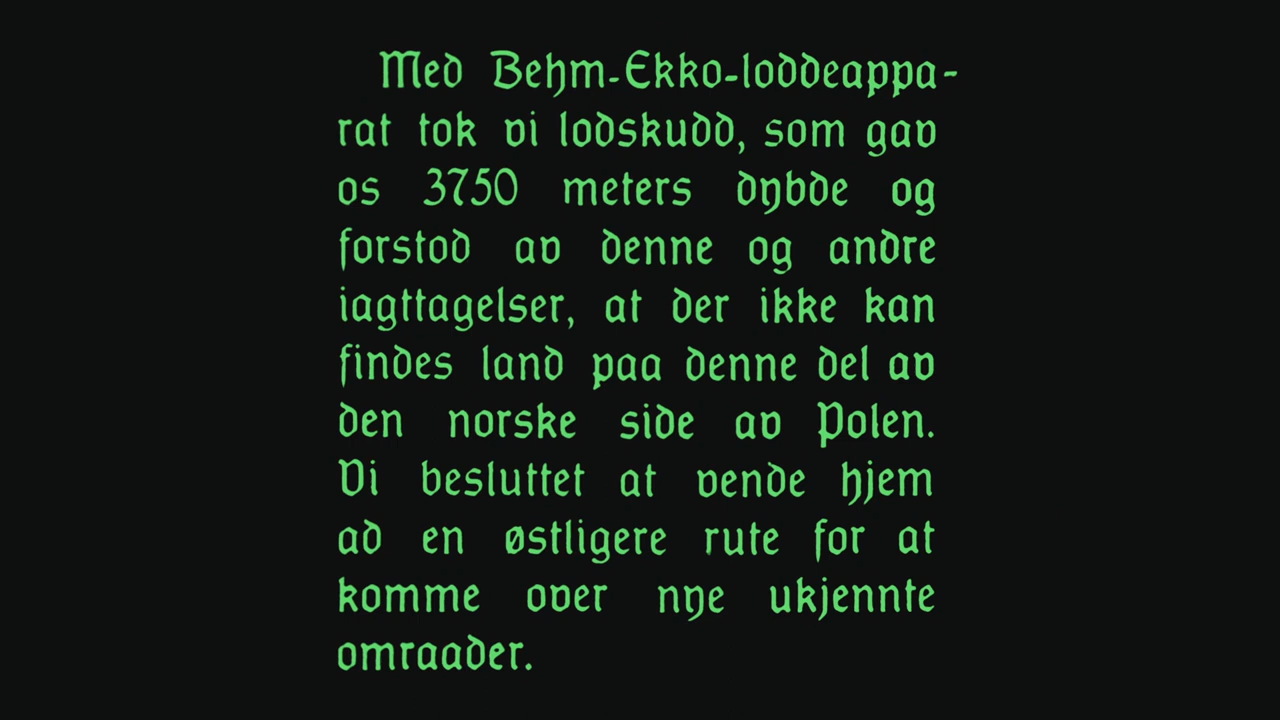 Med Behm-Ekko-loddeappa-
rat tok vi lodskudd, som gav
os 3750 meters dybde og
forstod av denne og andre
iagttagelser, at der ikke kan
findes land paa denne del av
den norske side av Polen.
Vi besluttet at vende hjem
ad en østligere rute for at
komme over nye ukjennte
omraader.